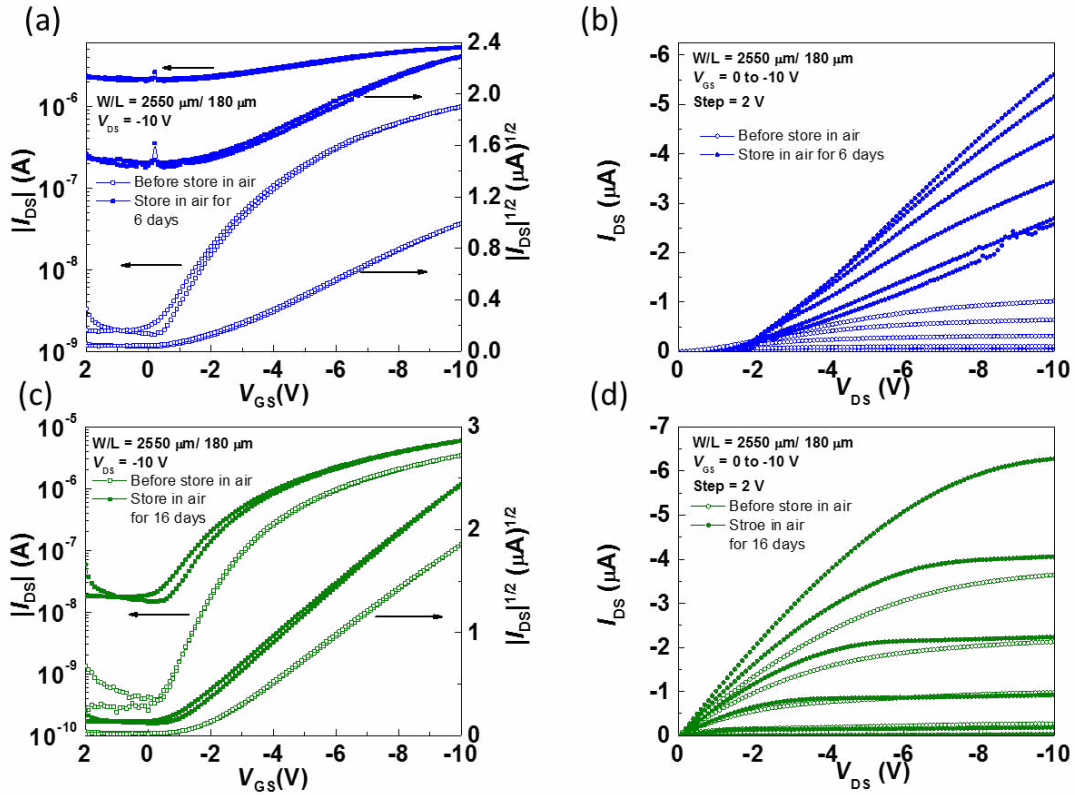 (a)
10⁻⁶
10⁻⁷
10⁻⁸
10⁻⁹
|I_DS| (A)
W/L = 2550 μm/ 180 μm
V_DS = -10 V
Before store in air
Store in air for
6 days
2.4
2.0
1.6
1.2
0.8
0.4
0.0
|I_DS|^1/2 (μA)^1/2
2 0 -2 -4 -6 -8 -10
V_GS(V)
(b)
-6
-5
-4
-3
-2
-1
0
I_DS (μA)
W/L = 2550 μm/ 180 μm
V_GS = 0 to -10 V
Step = 2 V
Before store in air
Store in air for 6 days
0 -2 -4 -6 -8 -10
V_DS (V)
(c)
10⁻⁵
10⁻⁶
10⁻⁷
10⁻⁸
10⁻⁹
10⁻¹⁰
|I_DS| (A)
W/L = 2550 μm/ 180 μm
V_DS = -10 V
Before store in air
Store in air
for 16 days
3
2
1
0
|I_DS|^1/2 (μA)^1/2
2 0 -2 -4 -6 -8 -10
V_GS(V)
(d)
-7
-6
-5
-4
-3
-2
-1
0
I_DS (μA)
W/L = 2550 μm/ 180 μm
V_GS = 0 to -10 V
Step = 2 V
Before store in air
Stroe in air
for 16 days
0 -2 -4 -6 -8 -10
V_DS (V)